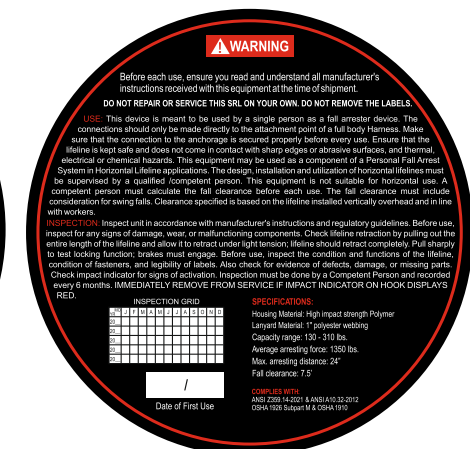 WARNING
Before each use, ensure you read and understand all manufacturer's
instructions received with this equipment at the time of shipment.
DO NOT REPAIR OR SERVICE THIS SRL ON YOUR OWN. DO NOT REMOVE THE LABELS.
USE: This device is meant to be used by a single person as a fall arrester device. The
connections should only be made directly to the attachment point of a full body Harness. Make
sure that the connection to the anchorage is secured properly before every use. Ensure that the
lifeline is kept safe and does not come in contact with sharp edges or abrasive surfaces, and thermal,
electrical or chemical hazards. This equipment may be used as a component of a Personal Fall Arrest
System in Horizontal Lifeline applications. The design, installation and utilization of horizontal lifelines must
be supervised by a qualified /competent person. This equipment is not suitable for horizontal use. A
competent person must calculate the fall clearance before each use. The fall clearance must include
consideration for swing falls. Clearance specified is based on the lifeline installed vertically overhead and in line
with workers.
INSPECTION: Inspect unit in accordance with manufacturer's instructions and regulatory guidelines. Before use,
inspect for any signs of damage, wear, or malfunctioning components. Check lifeline retraction by pulling out the
entire length of the lifeline and allow it to retract under light tension; lifeline should retract completely. Pull sharply
to test locking function; brakes must engage. Before use, inspect the condition and functions of the lifeline,
condition of fasteners, and legibility of labels. Also check for evidence of defects, damage, or missing parts.
Check impact indicator for signs of activation. Inspection must be done by a Competent Person and recorded
every 6 months. IMMEDIATELY REMOVE FROM SERVICE IF IMPACT INDICATOR ON HOOK DISPLAYS
RED.
INSPECTION GRID
J F M A M J J A S O N D
20
20
20
20
20
/
Date of First Use
SPECIFICATIONS:
Housing Material: High impact strength Polymer
Lanyard Material: 1" polyester webbing
Capacity range: 130 - 310 lbs.
Average arresting force: 1350 lbs.
Max. arresting distance: 24"
Fall clearance: 7.5'
COMPLIES WITH:
ANSI Z359.14-2021 & ANSI A10.32-2012
OSHA 1926 Subpart M & OSHA 1910